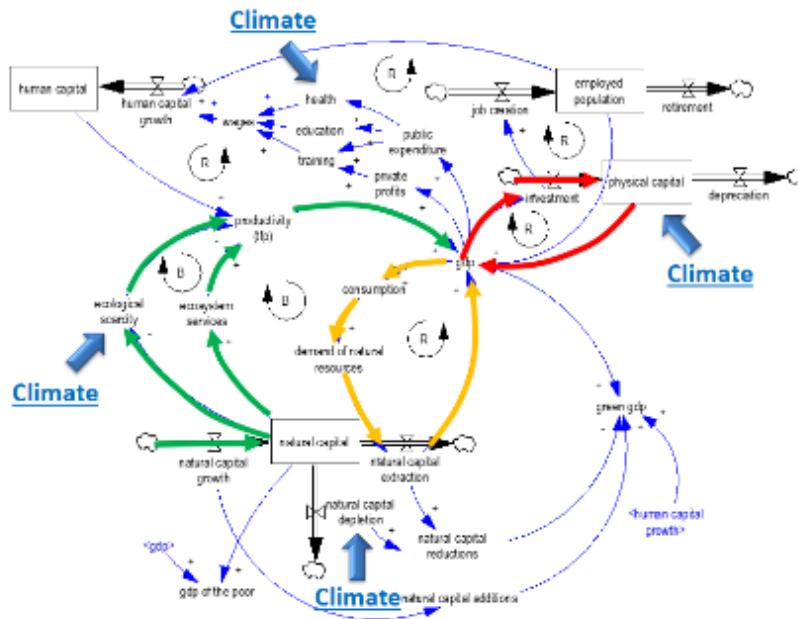 Climate
human capital
human capital
growth
wages
health
education
training
public
expenditure
private
profits
job creation
employed
population
retirement
investment
physical capital
depreciation
Climate
productivity
(tfp)
gdp
consumption
ecological
scarcity
ecosystem
services
demand of natural
resources
Climate
natural capital
growth
natural capital
natural capital
extraction
green gdp
natural capital
depletion
natural capital
reductions
<human capital
growth>
<gdp>
gdp of the poor
Climate
natural capital additions
R
R
R
R
B
B
R